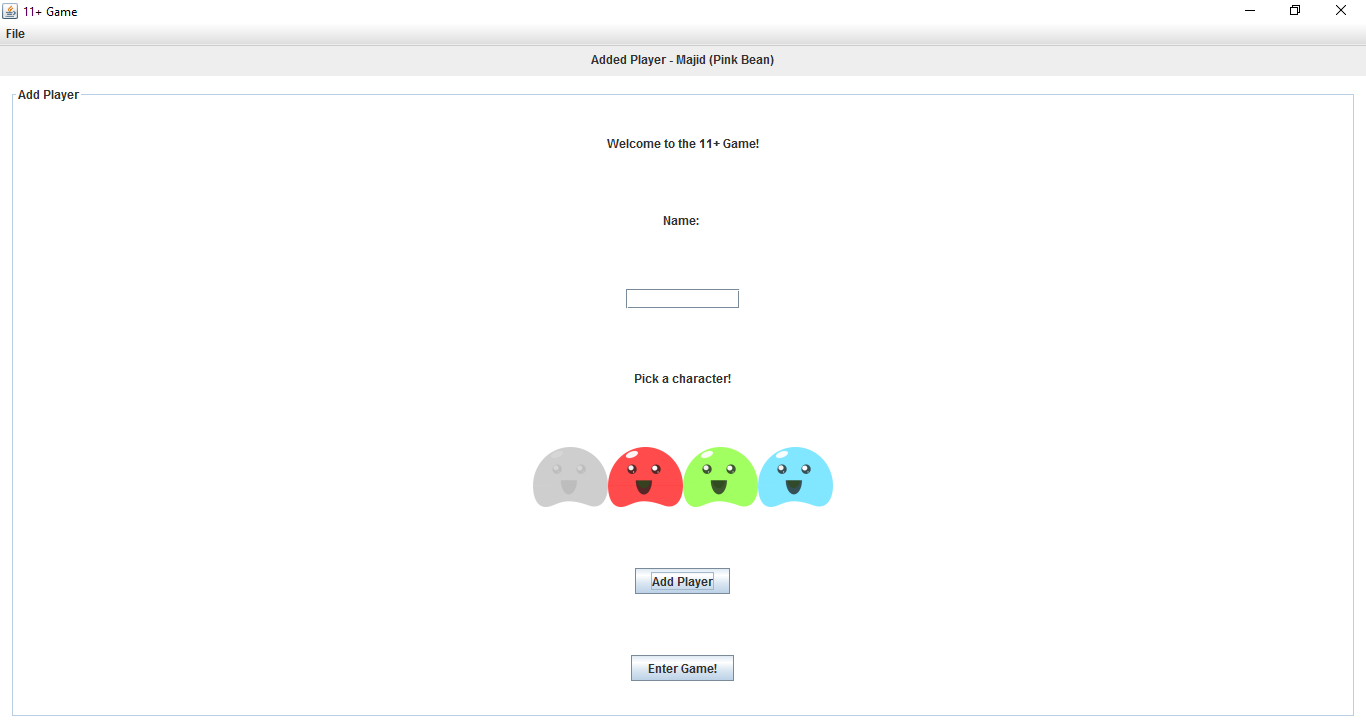 11+ Game
File
Added Player - Majid (Pink Bean)
Add Player
Welcome to the 11+ Game!
Name:
Pick a character!
Add Player
Enter Game!